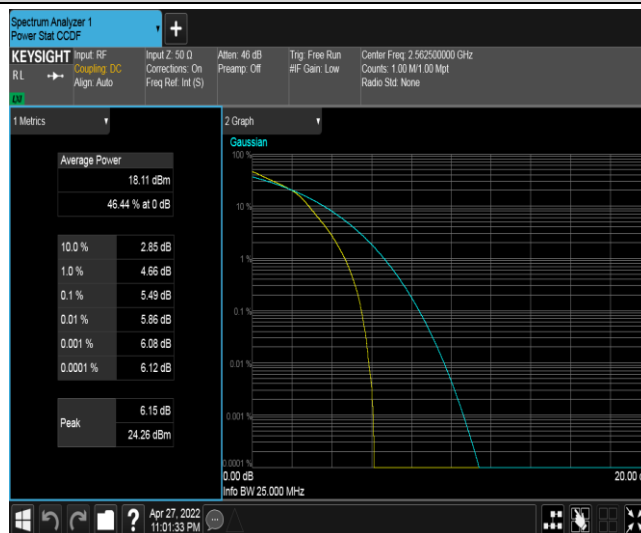 Spectrum Analyzer 1
Power Stat CCDF
+
KEYSIGHT
RL
Input: RF
Coupling: DC
Align: Auto
Input Z: 50 Ω
Corrections: On
Freq Ref: Int (S)
Atten: 46 dB
Preamp: Off
Trig: Free Run
#IF Gain: Low
Center Freq: 2.562500000 GHz
Counts: 1.00 M/1.00 Mpt
Radio Std: None
1 Metrics
Average Power
18.11 dBm
46.44 % at 0 dB
10.0 % 2.85 dB
1.0 % 4.66 dB
0.1 % 5.49 dB
0.01 % 5.86 dB
0.001 % 6.08 dB
0.0001 % 6.12 dB
Peak
6.15 dB
24.26 dBm
2 Graph
Gaussian
100 %
10 %
1 %
0.1 %
0.01 %
0.001 %
0.0001 %
0.00 dB
20.00
Info BW 25.000 MHz
?
Apr 27, 2022
11:01:33 PM